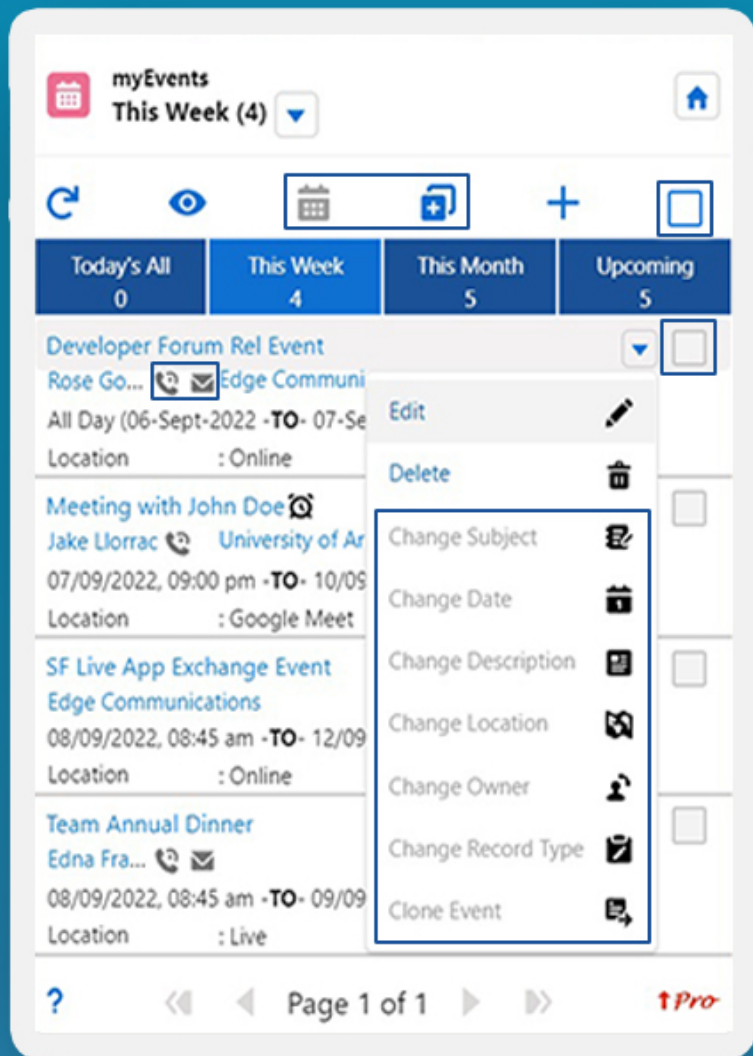 myEvents
This Week (4)
Today's All
0
This Week
4
This Month
5
Upcoming
5
Developer Forum Rel Event
Rose Go... Edge Communi
All Day (06-Sept-2022 -TO- 07-Se
Location : Online
Edit
Delete
Change Subject
Change Date
Change Description
Change Location
Change Owner
Change Record Type
Clone Event
Meeting with John Doe
Jake Llorrac University of Ar
07/09/2022, 09:00 pm -TO- 10/09
Location : Google Meet
SF Live App Exchange Event
Edge Communications
08/09/2022, 08:45 am -TO- 12/09
Location : Online
Team Annual Dinner
Edna Fra...
08/09/2022, 08:45 am -TO- 09/09
Location : Live
? Page 1 of 1 Pro